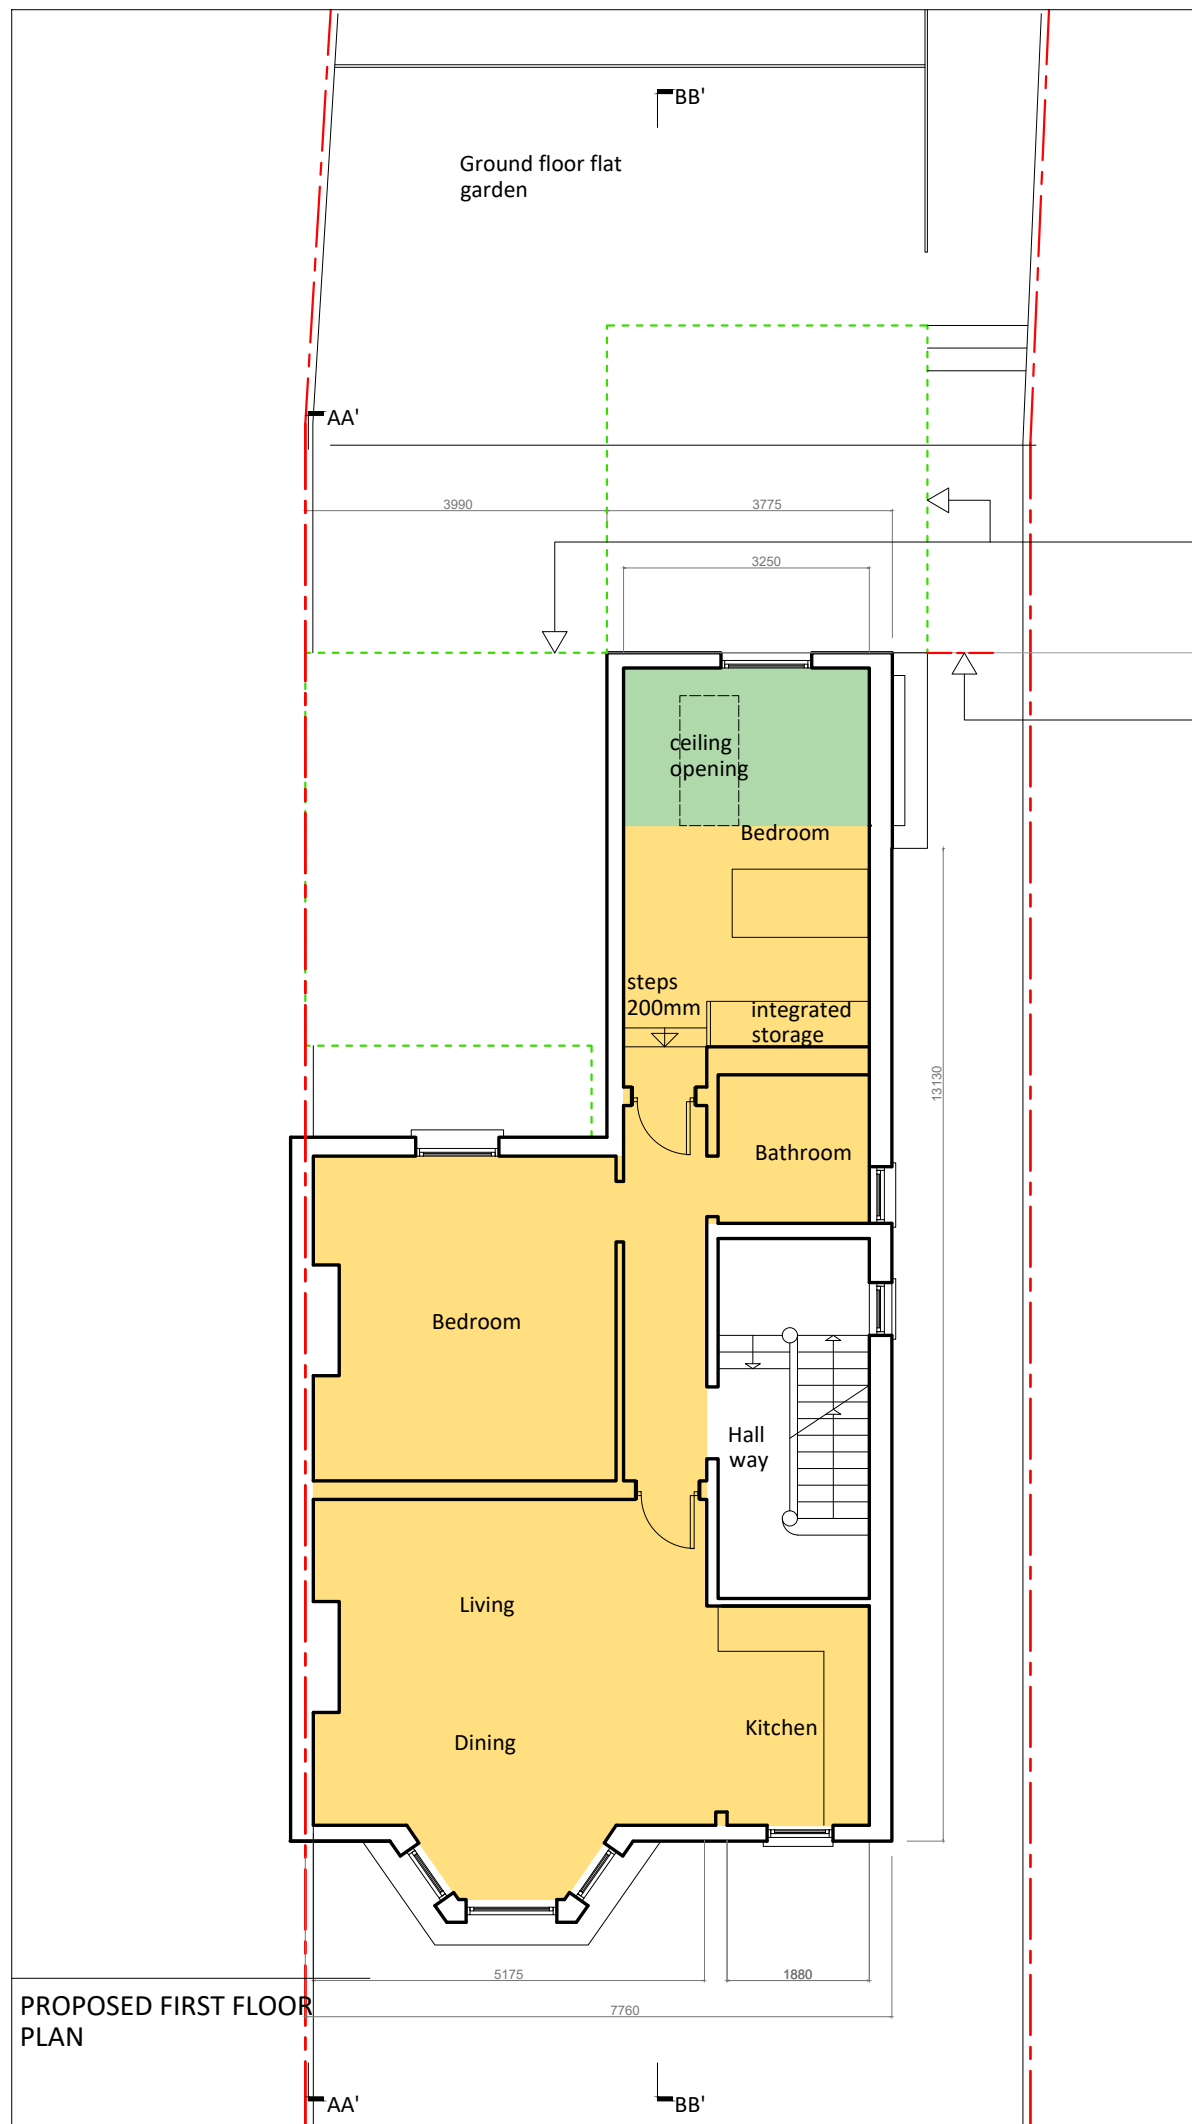 BB'
Ground floor flat
garden
AA'
3990
3775
3250
ceiling
opening
Bedroom
steps
200mm
integrated
storage
13130
Bathroom
Bedroom
Hall
way
Living
Kitchen
Dining
5175
1880
7760
PROPOSED FIRST FLOOR
PLAN
AA'
BB'